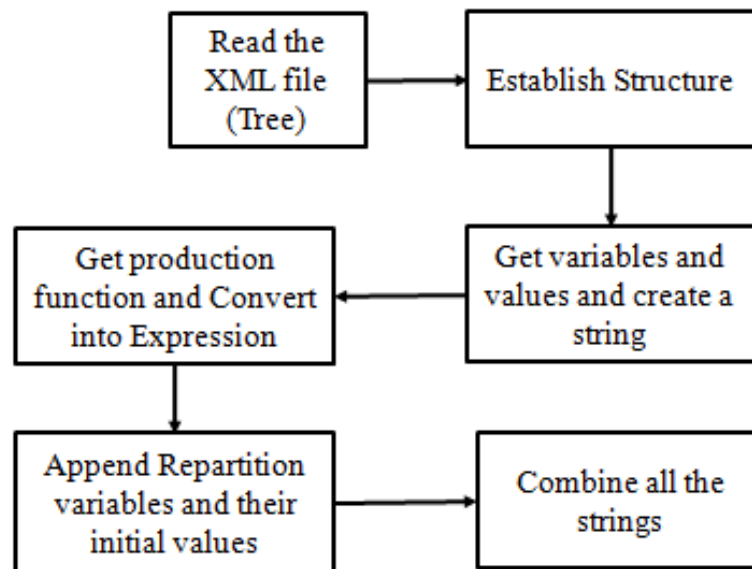 Read the
XML file
(Tree)
Establish Structure
Get variables and
values and create a
string
Get production
function and Convert
into Expression
Append Repartition
variables and their
initial values
Combine all the
strings